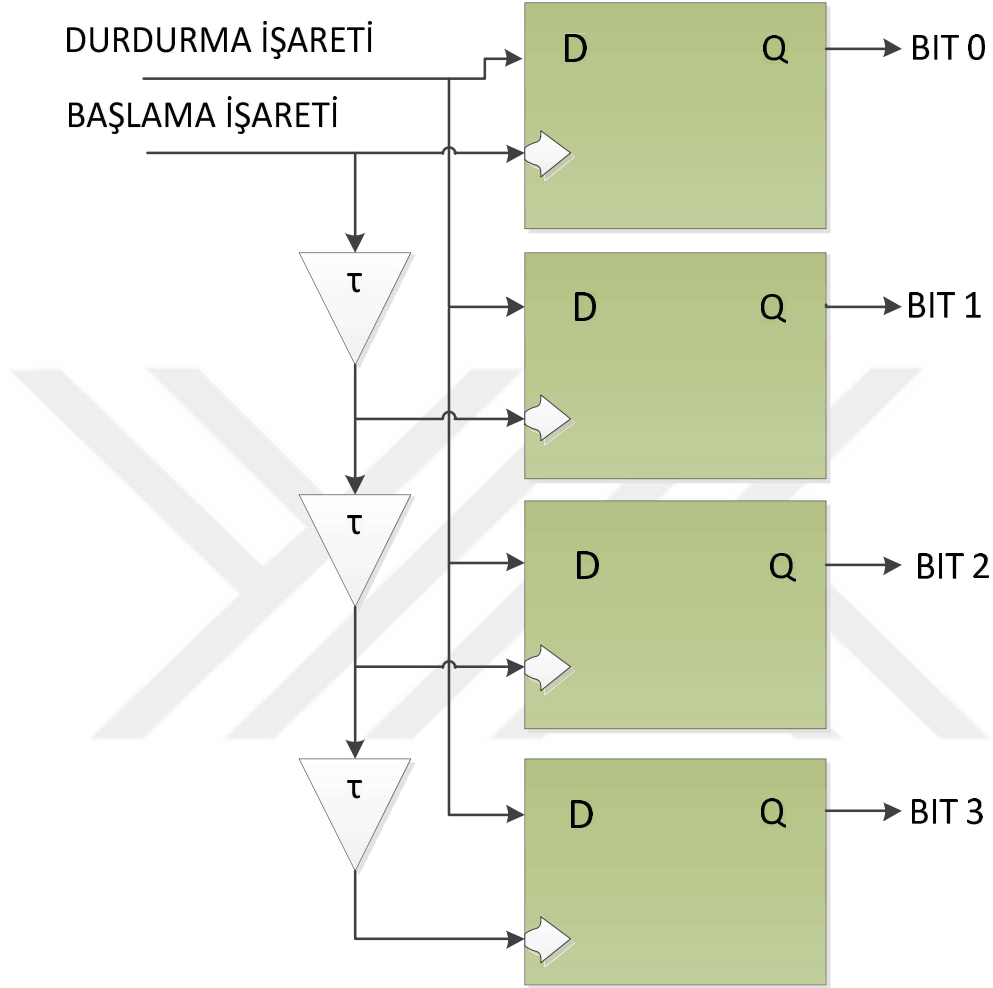 DURDURMA İŞARETİ
D Q BIT 0
BAŞLAMA İŞARETİ
τ
D Q BIT 1
τ
D Q BIT 2
τ
D Q BIT 3